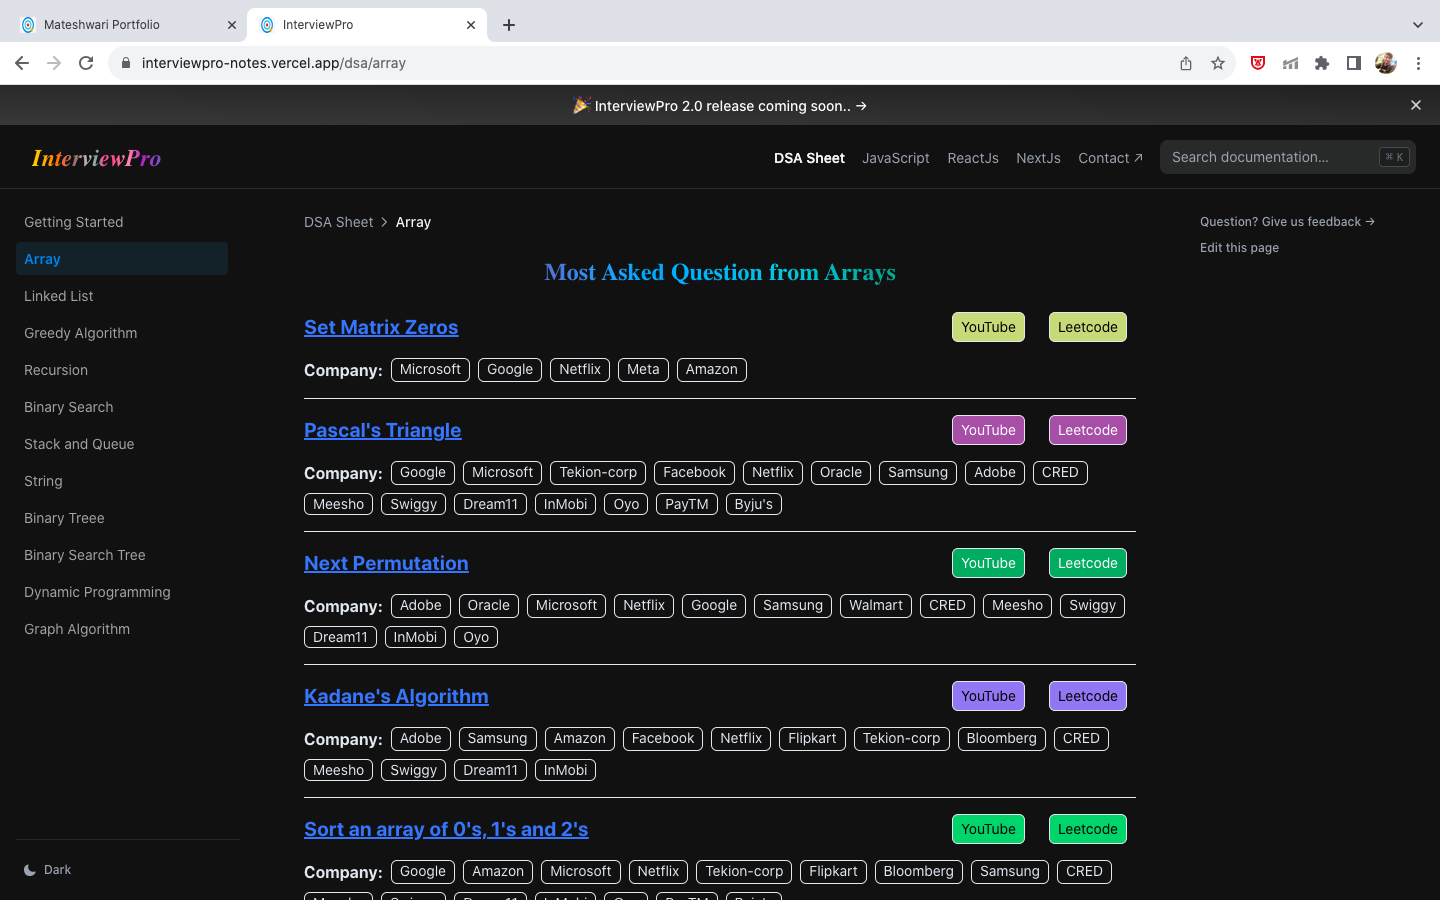 Mateshwari Portfolio
InterviewPro
interviewpro-notes.vercel.app/dsa/array
🎉 InterviewPro 2.0 release coming soon.. →
InterviewPro
DSA Sheet JavaScript ReactJs NextJs Contact ↗
Search documentation... ⌘ K
Getting Started
Array
Linked List
Greedy Algorithm
Recursion
Binary Search
Stack and Queue
String
Binary Treee
Binary Search Tree
Dynamic Programming
Graph Algorithm
Dark
DSA Sheet > Array
Most Asked Question from Arrays
Set Matrix Zeros YouTube Leetcode
Company: Microsoft Google Netflix Meta Amazon
Pascal's Triangle YouTube Leetcode
Company: Google Microsoft Tekion-corp Facebook Netflix Oracle Samsung Adobe CRED
Meesho Swiggy Dream11 InMobi Oyo PayTM Byju's
Next Permutation YouTube Leetcode
Company: Adobe Oracle Microsoft Netflix Google Samsung Walmart CRED Meesho Swiggy
Dream11 InMobi Oyo
Kadane's Algorithm YouTube Leetcode
Company: Adobe Samsung Amazon Facebook Netflix Flipkart Tekion-corp Bloomberg CRED
Meesho Swiggy Dream11 InMobi
Sort an array of 0's, 1's and 2's YouTube Leetcode
Company: Google Amazon Microsoft Netflix Tekion-corp Flipkart Bloomberg Samsung CRED
Question? Give us feedback →
Edit this page